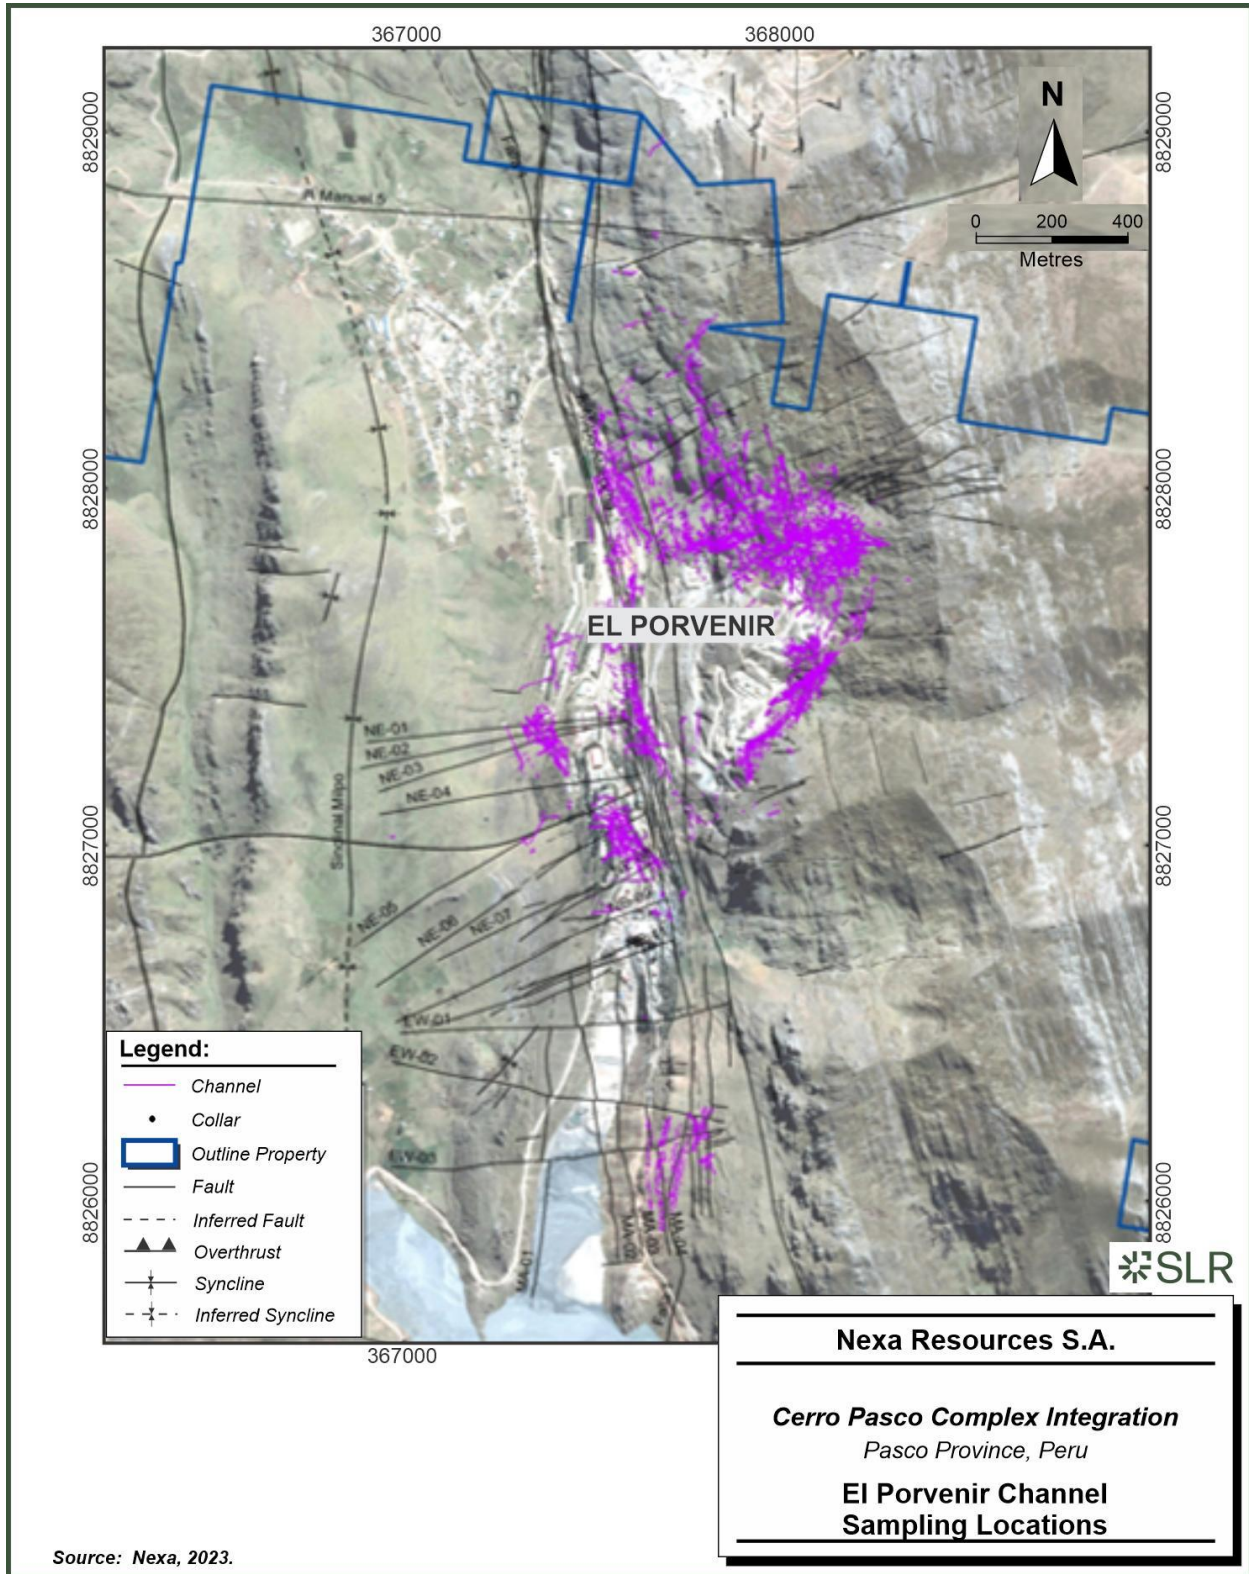 367000
368000
8829000
8829000
N
0 200 400
Metres
A Manuel 5
8828000
8828000
EL PORVENIR
NE-01
NE-02
NE-03
NE-04
Sinclinal Milpo
8827000
8827000
NE-05
NE-06
NE-07
EW-01
EW-02
EW-03
8826000
8826000
MA-01
MA-02
MA-03
MA-04
Legend:
Channel
Collar
Outline Property
Fault
Inferred Fault
Overthrust
Syncline
Inferred Syncline
SLR
367000
Nexa Resources S.A.
Cerro Pasco Complex Integration
Pasco Province, Peru
El Porvenir Channel
Sampling Locations
Source: Nexa, 2023.